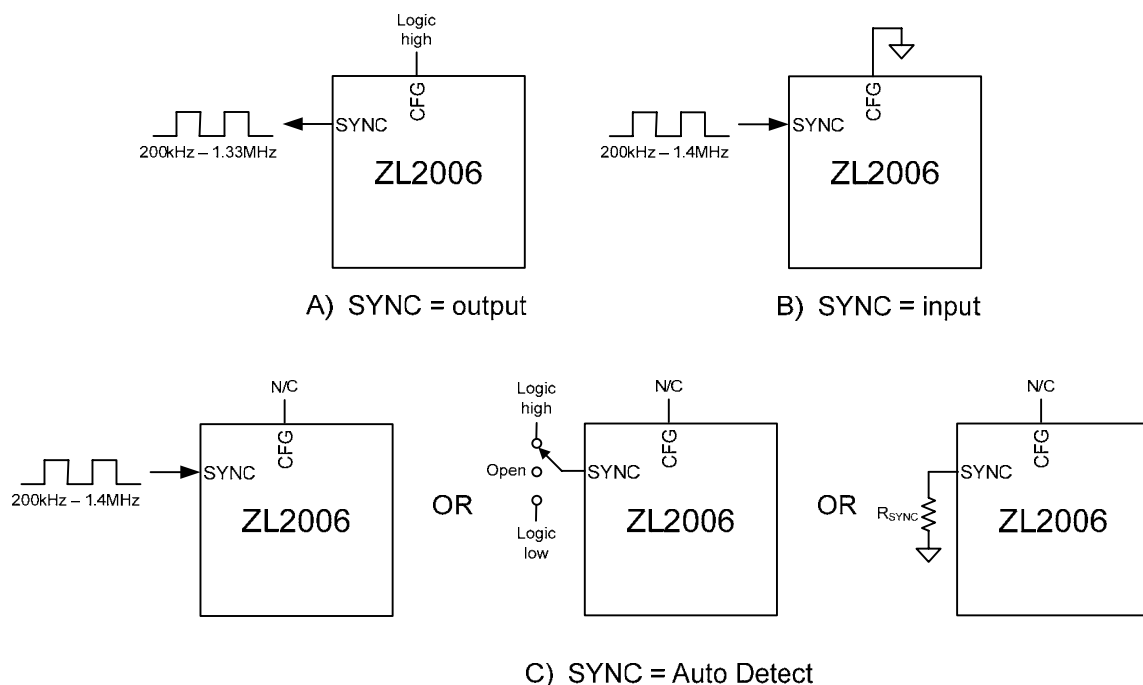 Logic
high
CFG
SYNC
200kHz – 1.33MHz
ZL2006
A) SYNC = output
CFG
SYNC
200kHz – 1.4MHz
ZL2006
B) SYNC = input
N/C
CFG
SYNC
200kHz – 1.4MHz
ZL2006
OR
Logic
high
Open
Logic
low
N/C
CFG
SYNC
ZL2006
OR
N/C
CFG
SYNC
RSYNC
ZL2006
C) SYNC = Auto Detect